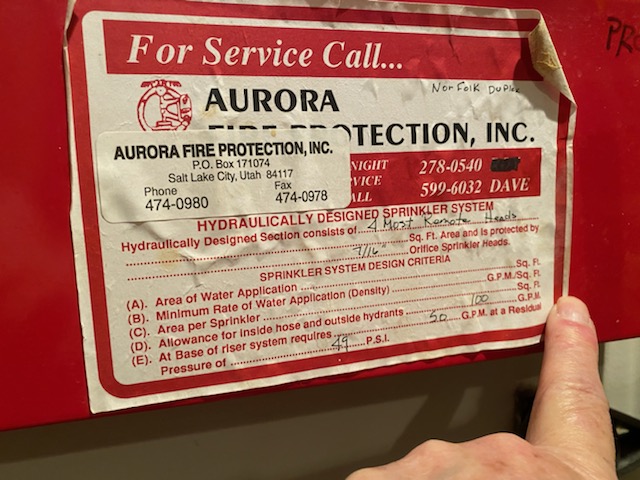 For Service Call...
Norfolk Duplex
AURORA
FIRE PROTECTION, INC.
AURORA FIRE PROTECTION, INC.
P.O. Box 171074
Salt Lake City, Utah 84117
Phone Fax
474-0980 474-0978
NIGHT 278-0540
VICE 599-6032 DAVE
ALL
HYDRAULICALLY DESIGNED SPRINKLER SYSTEM
Hydraulically Designed Section consists of 4 Most Remote Heads
Sq. Ft. Area and is protected by
7/16" Orifice Sprinkler Heads.
SPRINKLER SYSTEM DESIGN CRITERIA
(A). Area of Water Application Sq. Ft.
(B). Minimum Rate of Water Application (Density) G.P.M./Sq. Ft.
(C). Area per Sprinkler Sq. Ft.
(D). Allowance for inside hose and outside hydrants 100 G.P.M.
(E). At Base of riser system requires 50 G.P.M. at a Residual
Pressure of 49 P.S.I.
PR